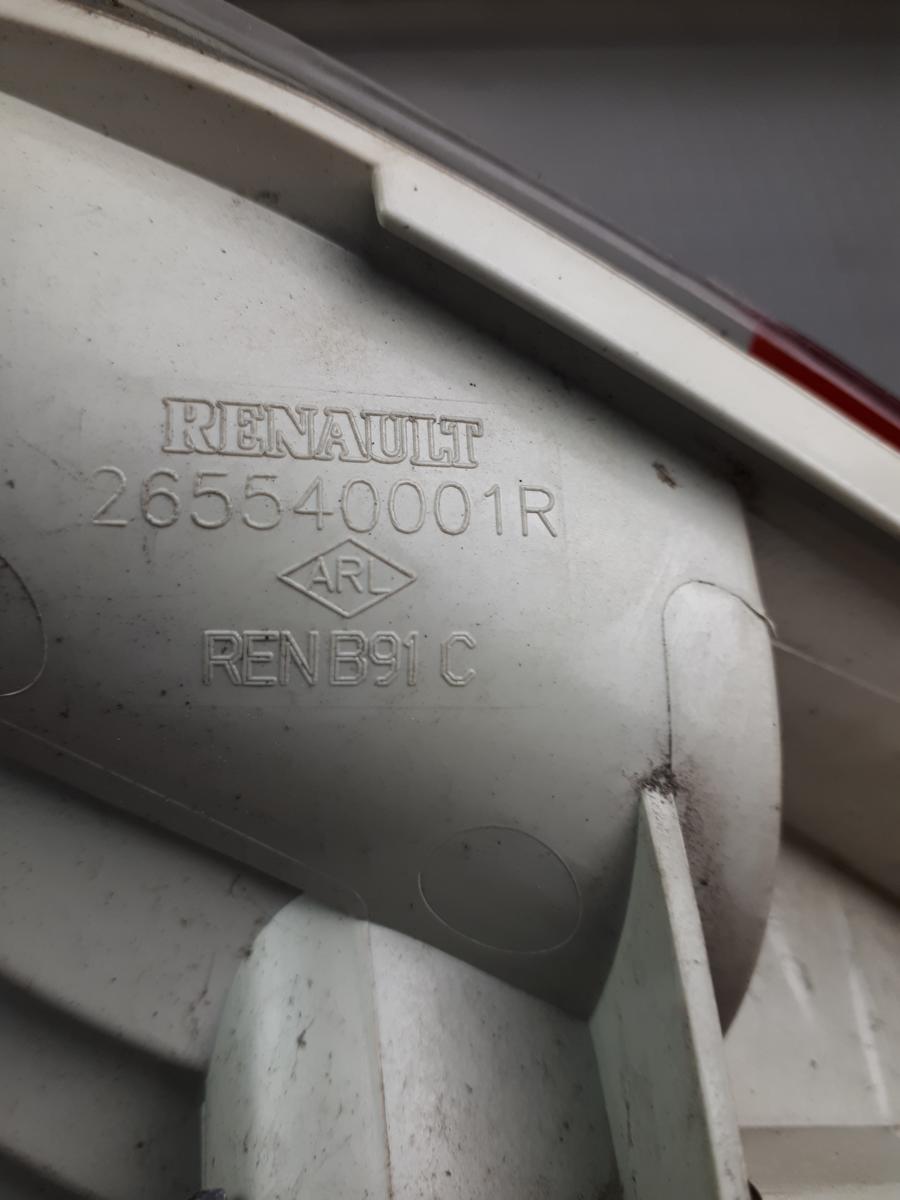 RENAULT
265540001R
ARL
REN B91 C